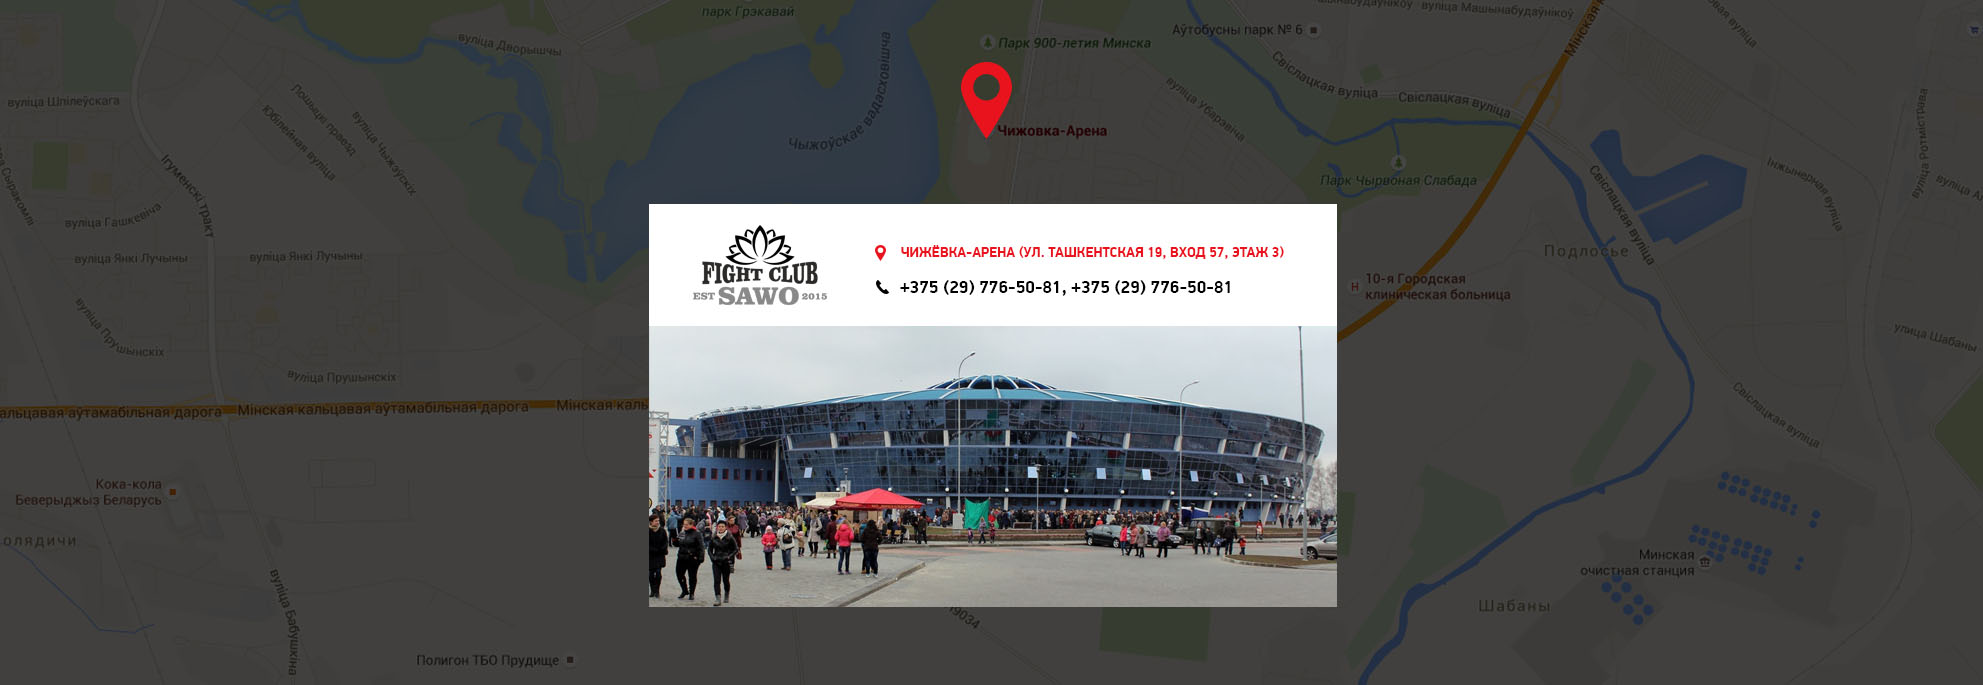 парк Грэкавай
вуліца Машынабудаўнікоў
Аўтобусны парк № 6
вуліца Дворышчы
Парк 900-летия Минска
Мінская
Свіслацкая вуліца
Свіслацкая вуліца
вуліца Шпілеўскага
Лошыцкі праезд
Юбілейная вуліца
вуліца Чыжэўскіх
Чыжоўскае вадасховішча
Чижовка-Арена
вуліца Убарэвіча
Парк Чырвоная Слабада
Інжынерная вуліца
вуліца Ротмістрава
Ігуменскі тракт
вуліца Гашкевіча
вуліца Янкі Лучыны
вуліца Янкі Лучыны
Свіслацкая вуліца
Подлосье
FIGHT CLUB
EST SAWO 2015
ЧИЖЁВКА-АРЕНА (УЛ. ТАШКЕНТСКАЯ 19, ВХОД 57, ЭТАЖ 3)
+375 (29) 776-50-81, +375 (29) 776-50-81
H
10-я Городская
клиническая больница
вуліца Прушынскіх
вуліца Прушынскіх
улица Шабаны
кальцавая аўтамабільная дарога
Мінская кальцавая аўтамабільная дарога
Мінская каль
Свіслацкая вуліца
Кока-кола
Беверыджыз Беларусь
олядичи
Минская
очистная станция
Шабаны
вуліца Бабушкіна
19034
Полигон ТБО Прудище